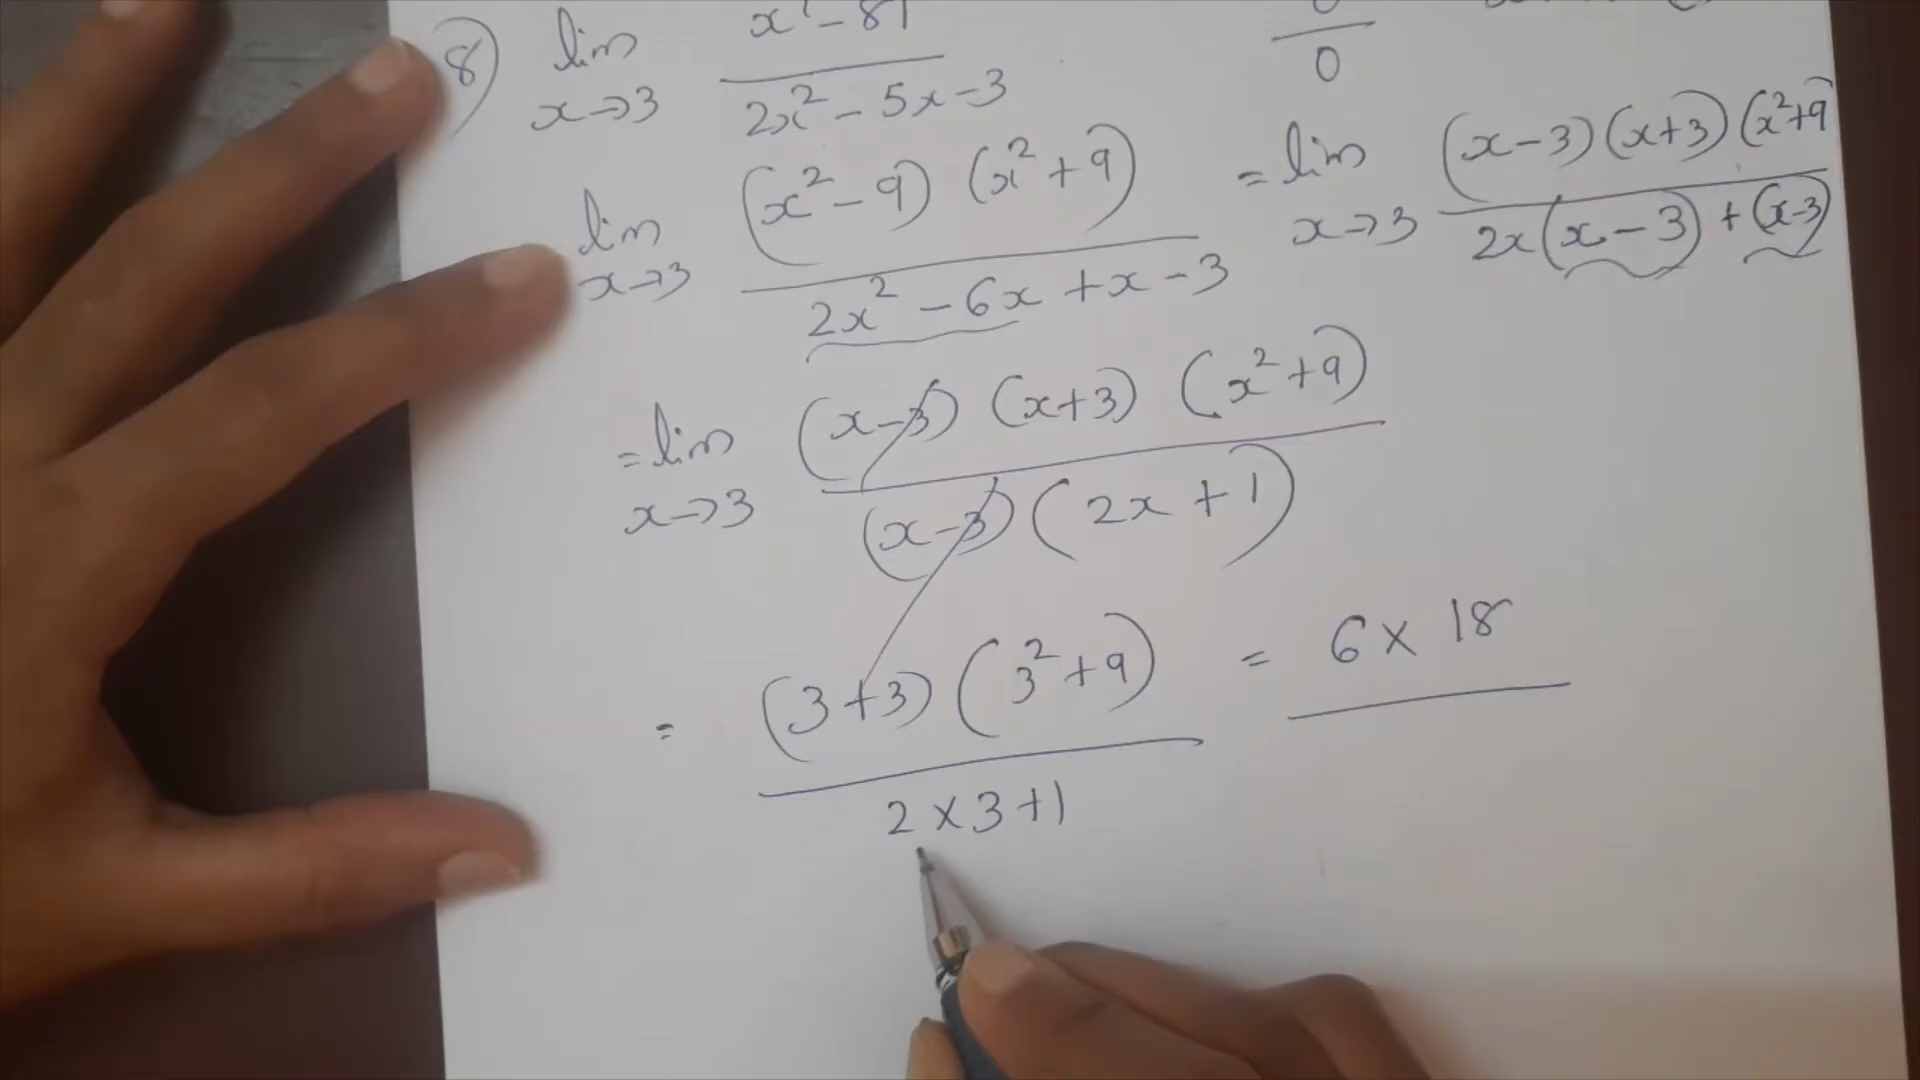 8) lim x→3 x⁴ - 81 / 2x² - 5x - 3
0/0
lim x→3 (x² - 9) (x² + 9) / 2x² - 6x + x - 3
= lim x→3 (x-3) (x+3) (x²+9 / 2x(x-3) + (x-3)
= lim x→3 (x-3) (x+3) (x²+9) / (x-3) (2x + 1)
= (3+3) (3²+9) / 2 × 3 + 1 = 6 × 18